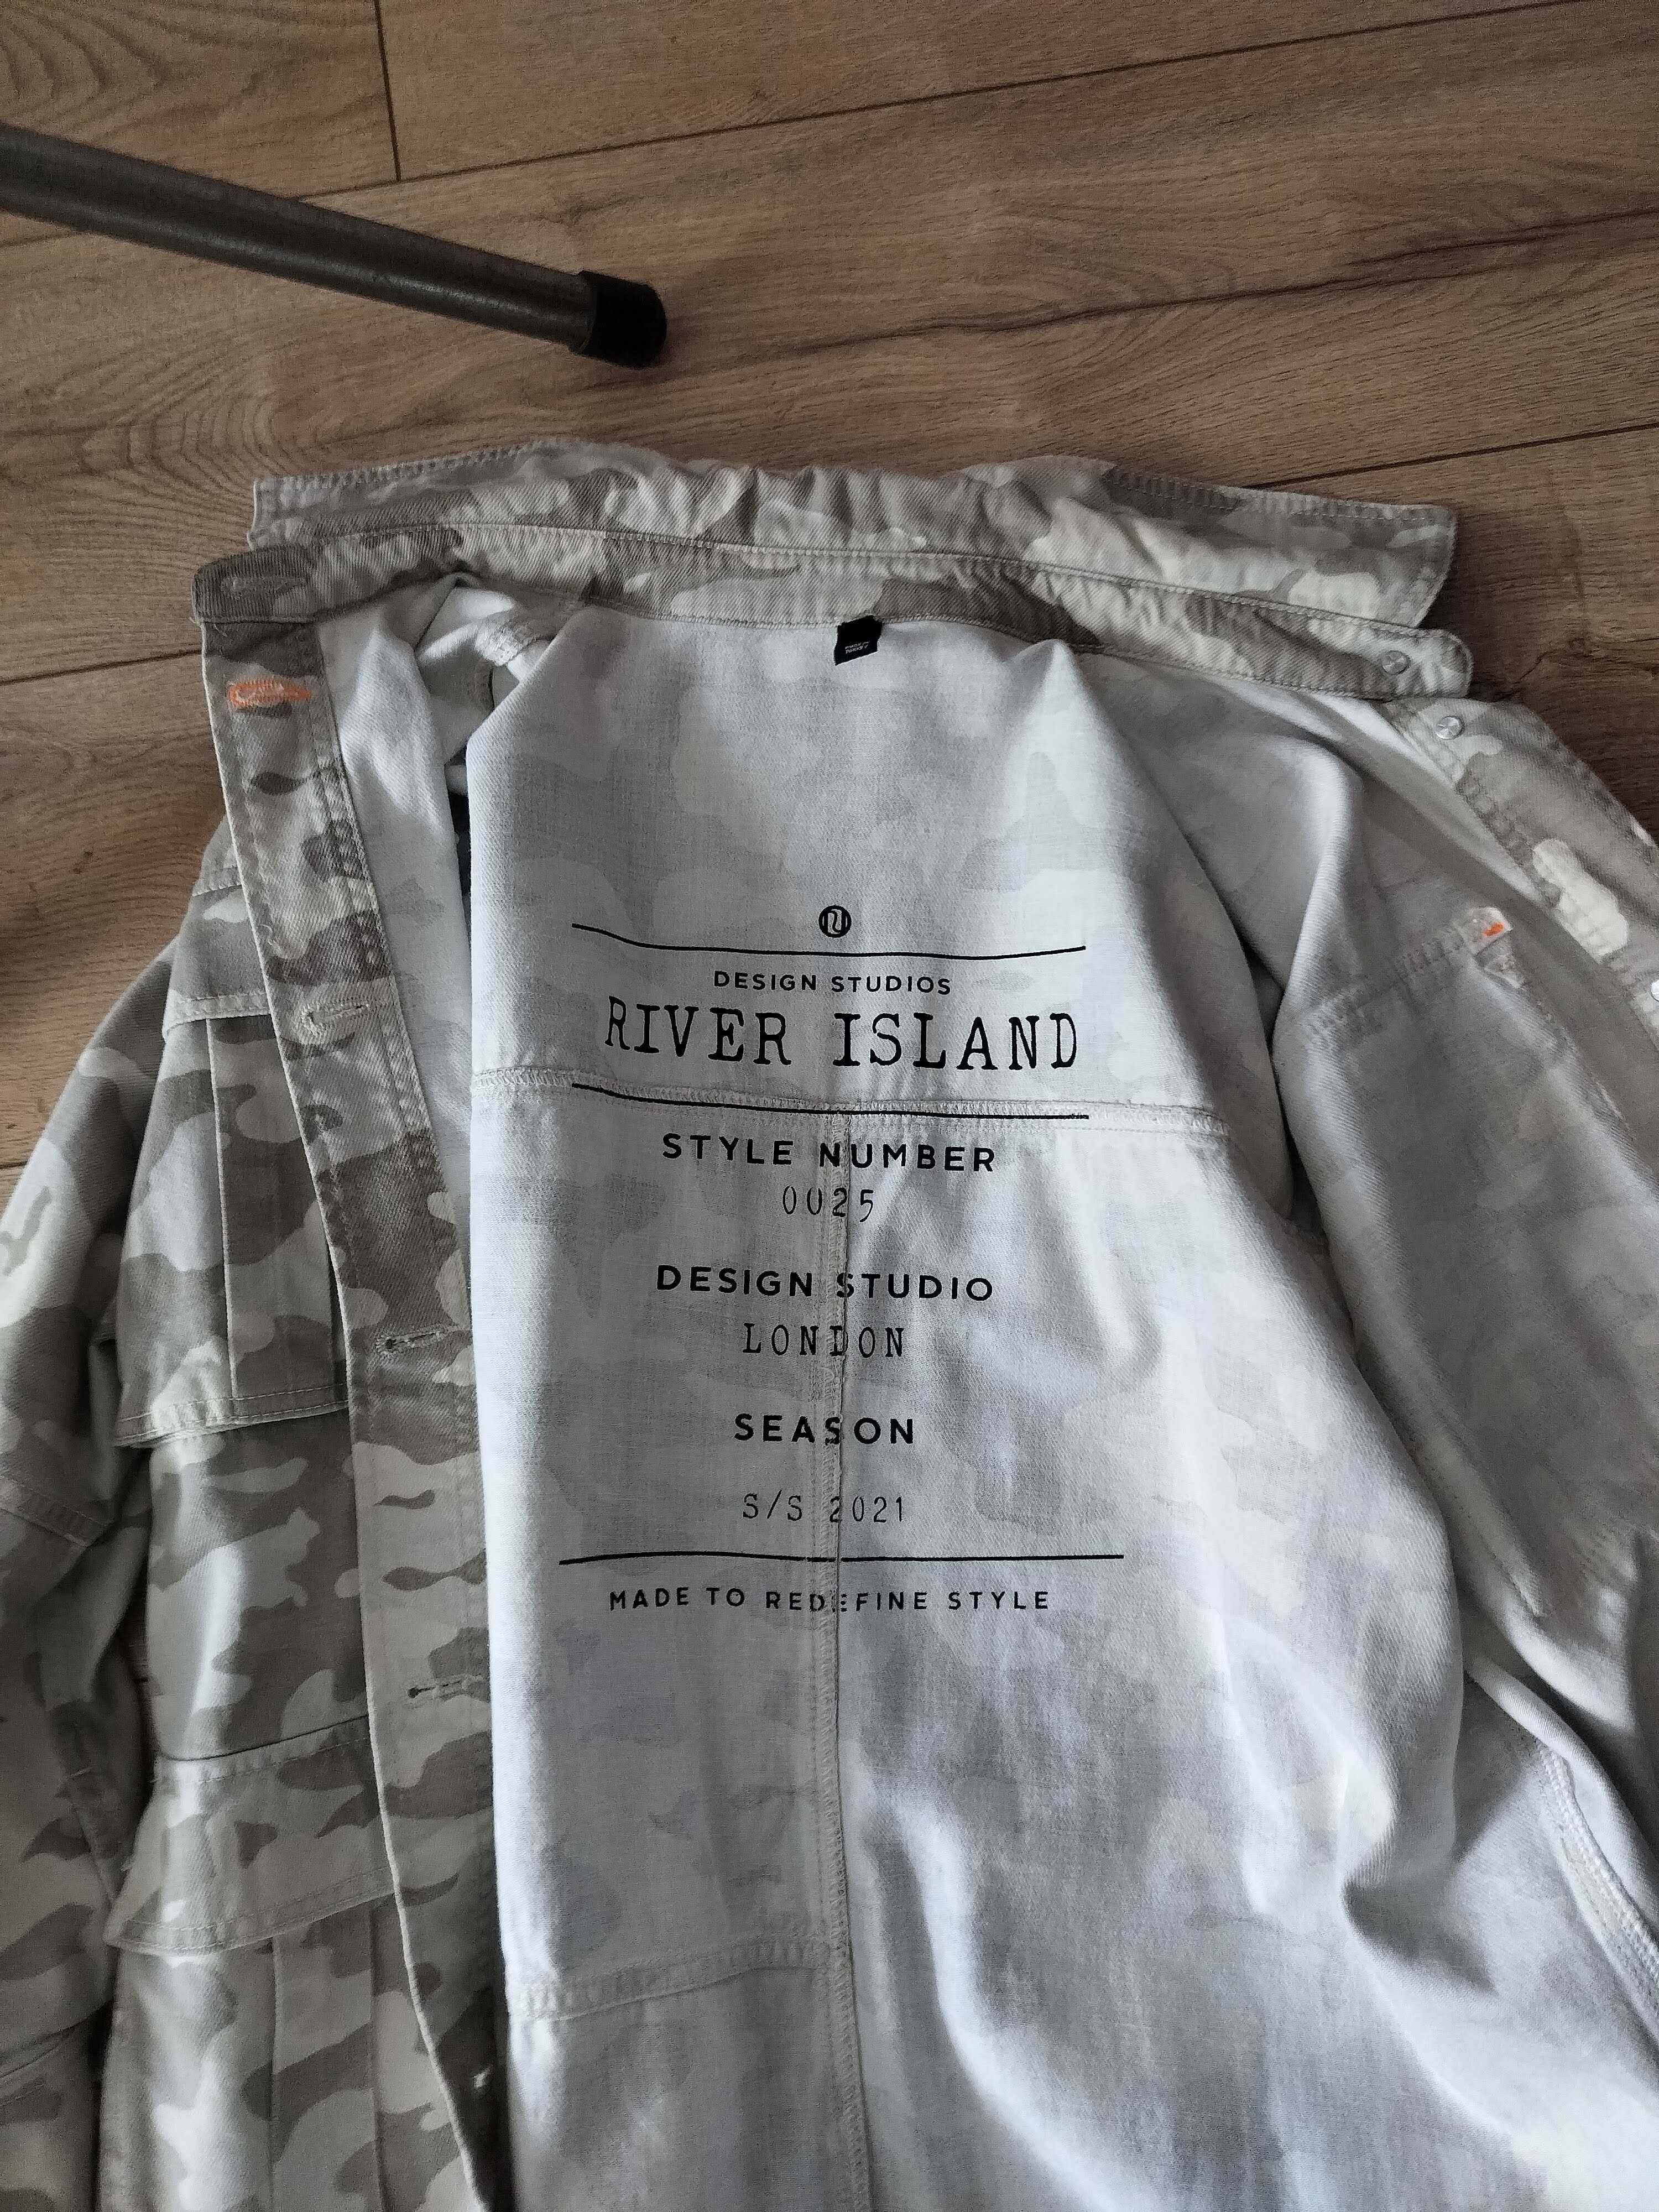 DESIGN STUDIOS
RIVER ISLAND
STYLE NUMBER
0025
DESIGN STUDIO
LONDON
SEASON
S/S 2021
MADE TO REDEFINE STYLE